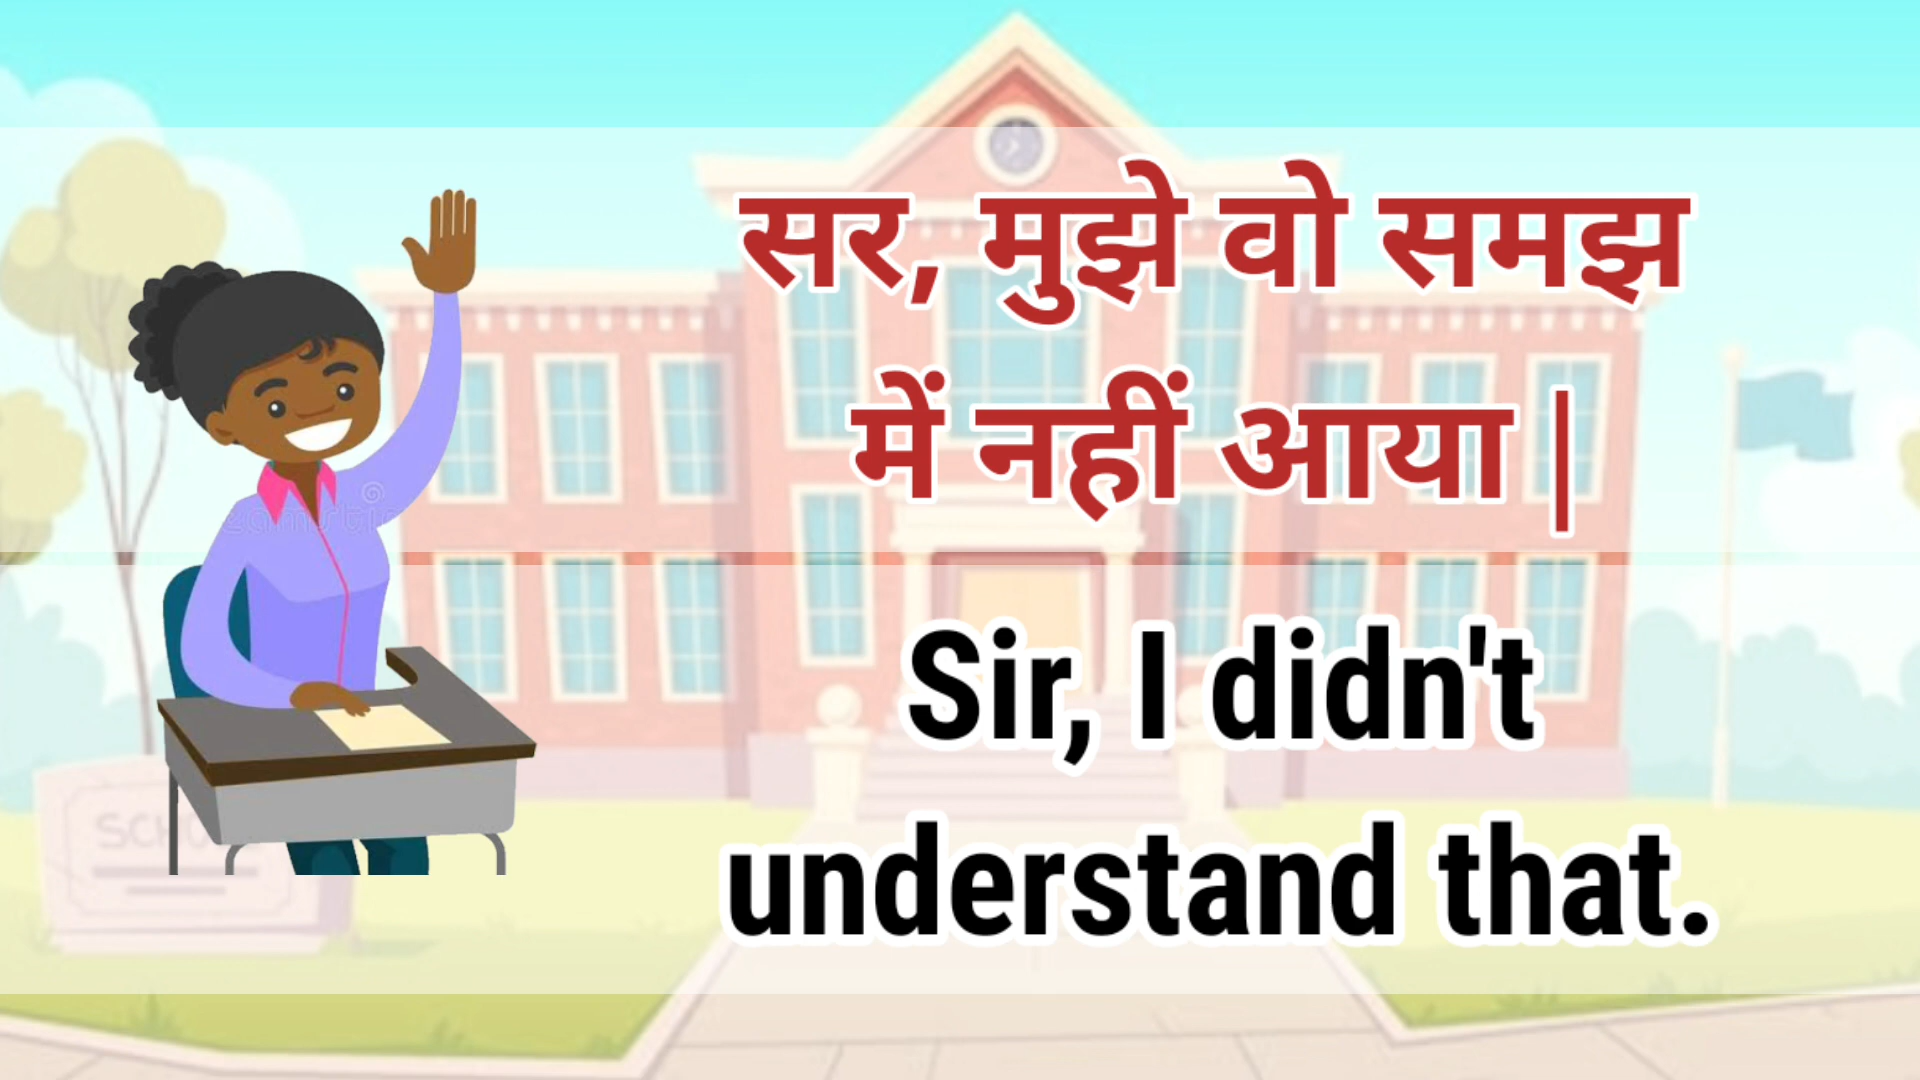 सर, मुझे वो समझ
में नहीं आया |
Sir, I didn't
understand that.